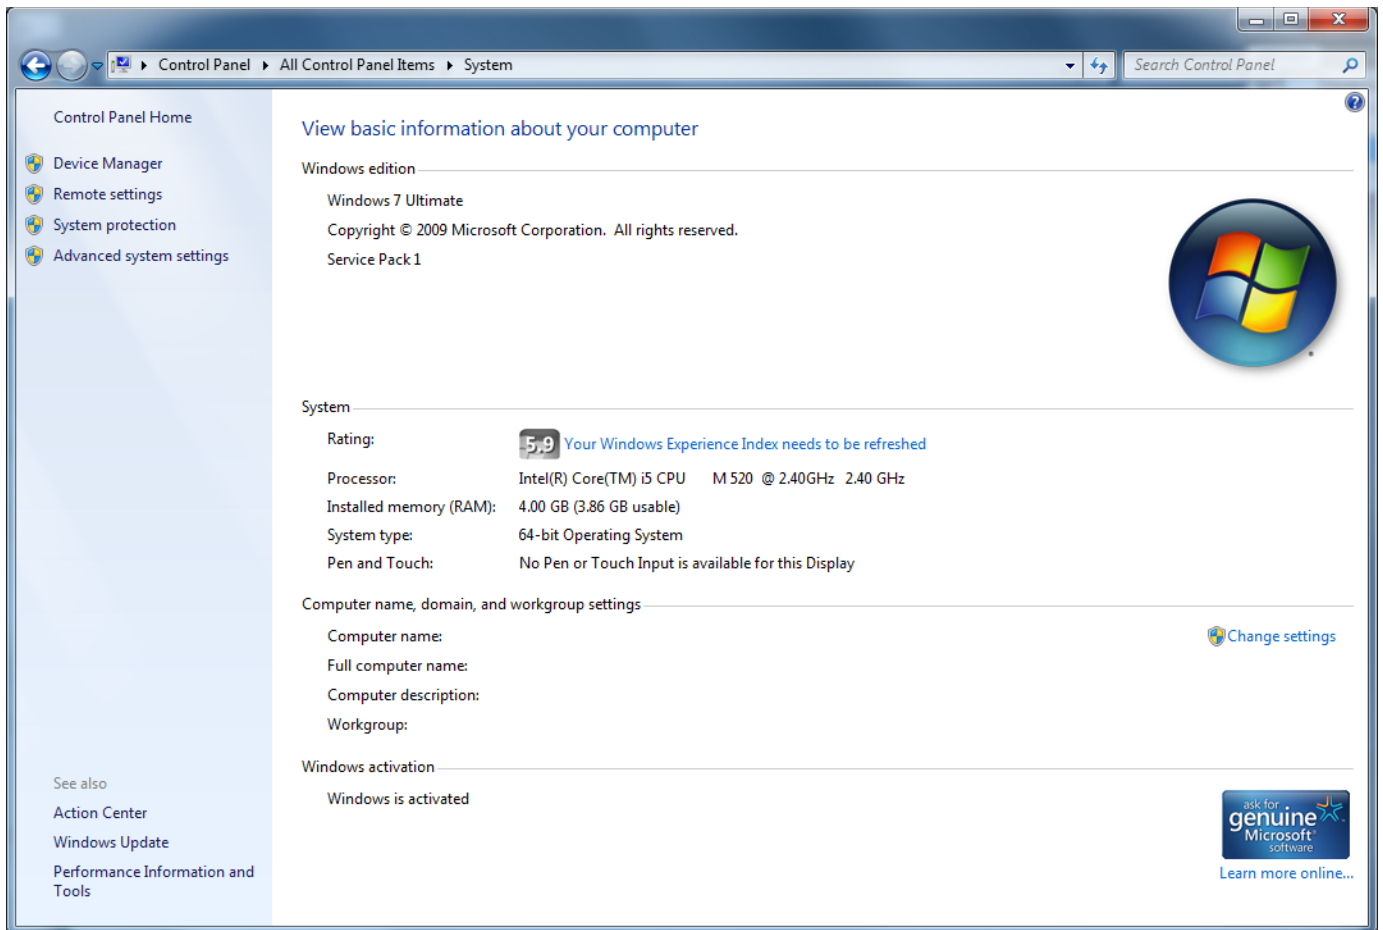 Control Panel ▸ All Control Panel Items ▸ System
Search Control Panel
Control Panel Home
Device Manager
Remote settings
System protection
Advanced system settings
See also
Action Center
Windows Update
Performance Information and
Tools
View basic information about your computer
Windows edition
Windows 7 Ultimate
Copyright © 2009 Microsoft Corporation.  All rights reserved.
Service Pack 1
System
Rating: 5.9 Your Windows Experience Index needs to be refreshed
Processor: Intel(R) Core(TM) i5 CPU M 520 @ 2.40GHz 2.40 GHz
Installed memory (RAM): 4.00 GB (3.86 GB usable)
System type: 64-bit Operating System
Pen and Touch: No Pen or Touch Input is available for this Display
Computer name, domain, and workgroup settings
Computer name: Change settings
Full computer name:
Computer description:
Workgroup:
Windows activation
Windows is activated
ask for
genuine
Microsoft
software
Learn more online...